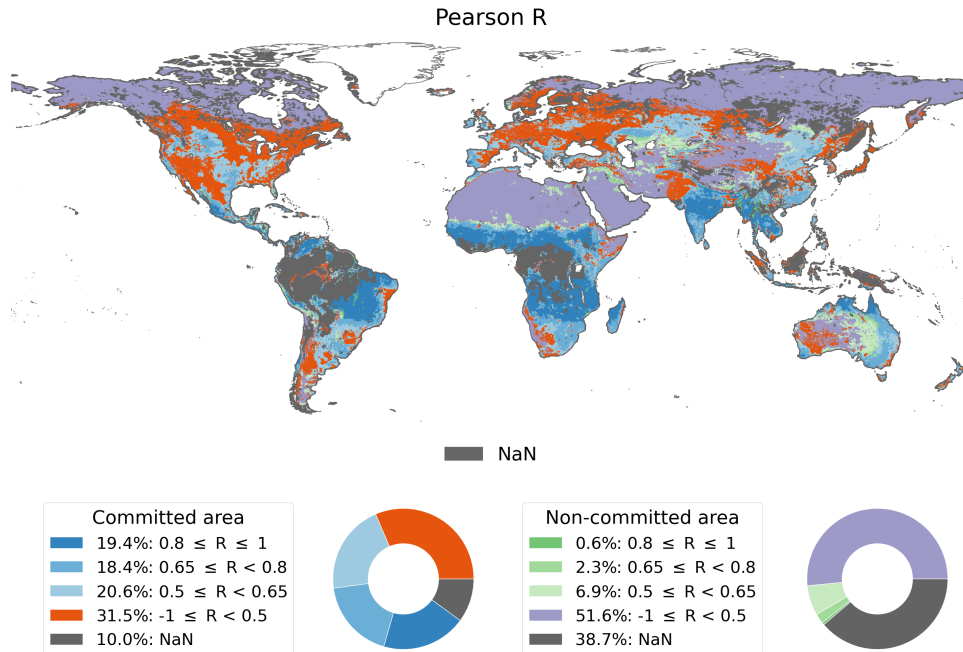 Pearson R
NaN
Committed area
19.4%: 0.8 ≤ R ≤ 1
18.4%: 0.65 ≤ R < 0.8
20.6%: 0.5 ≤ R < 0.65
31.5%: -1 ≤ R < 0.5
10.0%: NaN
Non-committed area
0.6%: 0.8 ≤ R ≤ 1
2.3%: 0.65 ≤ R < 0.8
6.9%: 0.5 ≤ R < 0.65
51.6%: -1 ≤ R < 0.5
38.7%: NaN